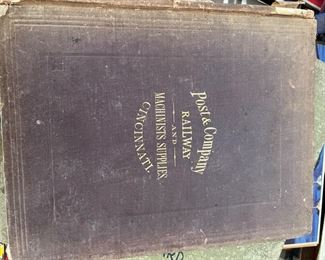 Post & Company
RAILWAY
AND
MACHINISTS SUPPLIES,
CINCINNATI.